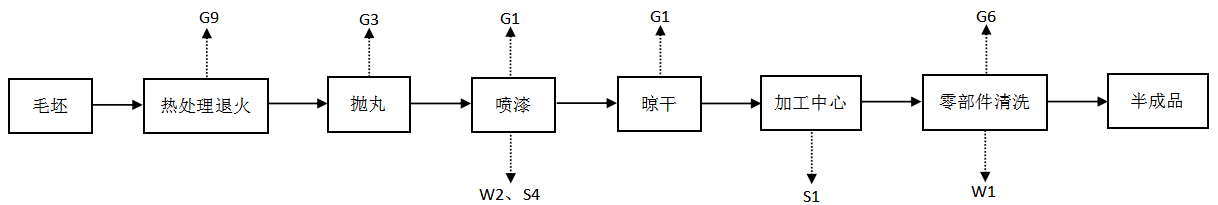 G9
G3
G1
G1
G6
毛坯
热处理退火
抛丸
喷漆
晾干
加工中心
零部件清洗
半成品
W2、S4
S1
W1